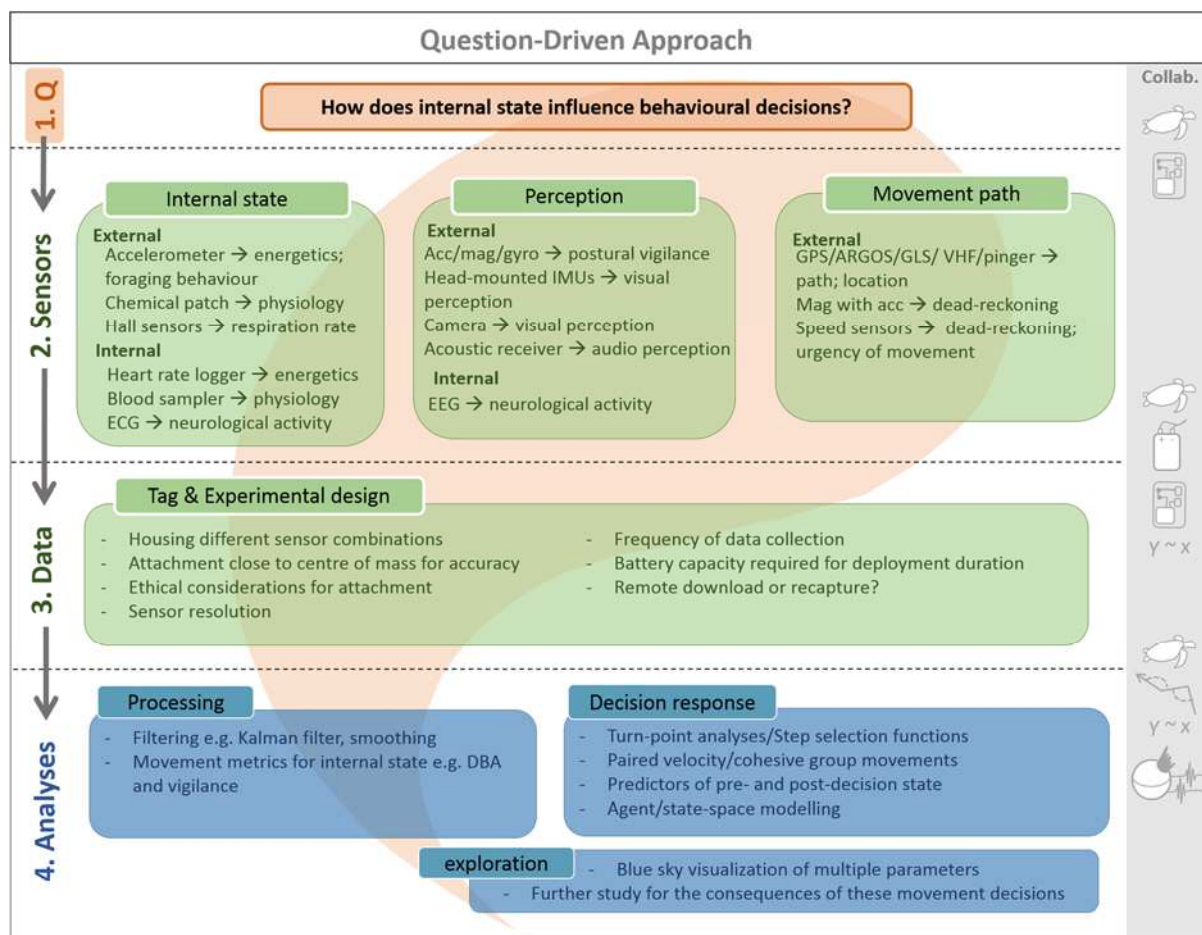 Question-Driven Approach
Collab.
1. Q
How does internal state influence behavioural decisions?
2. Sensors
Internal state
External
Accelerometer → energetics;
foraging behaviour
Chemical patch → physiology
Hall sensors → respiration rate
Internal
Heart rate logger → energetics
Blood sampler → physiology
ECG → neurological activity
Perception
External
Acc/mag/gyro → postural vigilance
Head-mounted IMUs → visual
perception
Camera → visual perception
Acoustic receiver → audio perception
Internal
EEG → neurological activity
Movement path
External
GPS/ARGOS/GLS/ VHF/pinger →
path; location
Mag with acc → dead-reckoning
Speed sensors → dead-reckoning;
urgency of movement
3. Data
Tag & Experimental design
- Housing different sensor combinations
- Attachment close to centre of mass for accuracy
- Ethical considerations for attachment
- Sensor resolution
- Frequency of data collection
- Battery capacity required for deployment duration
- Remote download or recapture?
Y ~ x
4. Analyses
Processing
- Filtering e.g. Kalman filter, smoothing
- Movement metrics for internal state e.g. DBA
and vigilance
Decision response
- Turn-point analyses/Step selection functions
- Paired velocity/cohesive group movements
- Predictors of pre- and post-decision state
- Agent/state-space modelling
Y ~ x
exploration
- Blue sky visualization of multiple parameters
- Further study for the consequences of these movement decisions